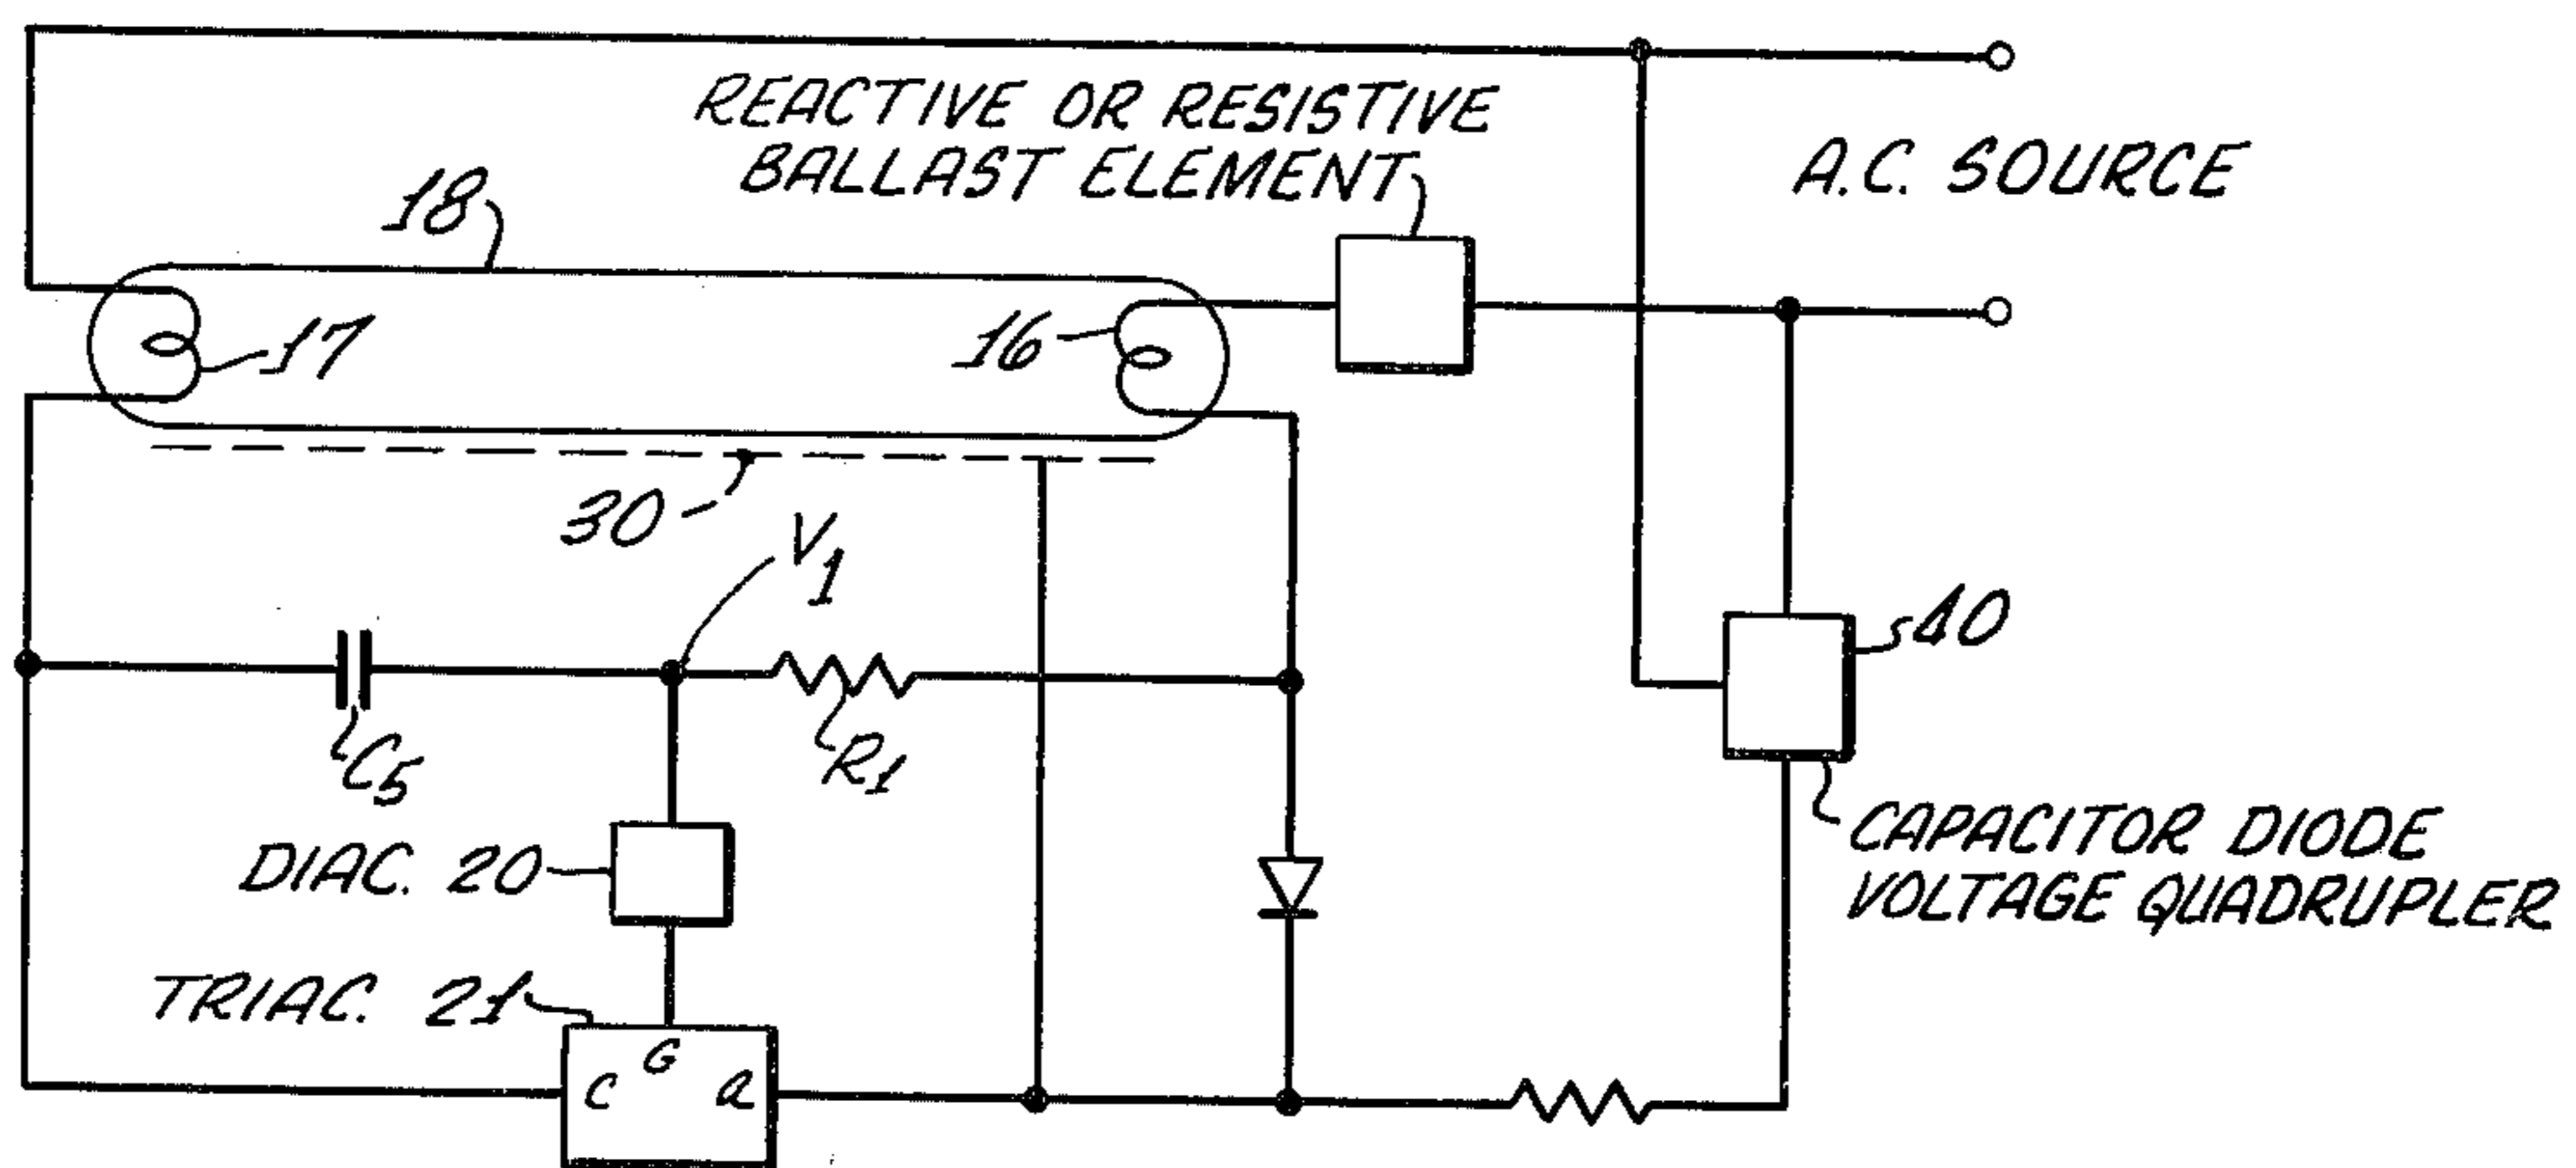 REACTIVE OR RESISTIVE
BALLAST ELEMENT
A.C. SOURCE
18
17
16
30
V1
40
C5
R1
CAPACITOR DIODE
VOLTAGE QUADRUPLER
DIAC. 20
TRIAC. 21
C G a